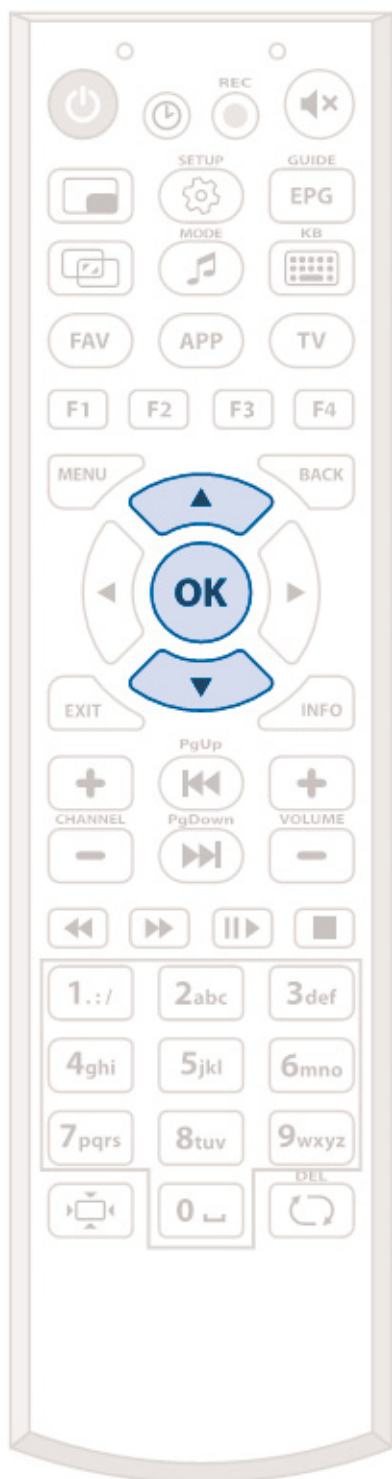 REC
SETUP GUIDE
EPG
MODE KB
FAV APP TV
F1 F2 F3 F4
MENU BACK
OK
EXIT INFO
PgUp
+ +
CHANNEL PgDown VOLUME
- -
1.:/ 2abc 3def
4ghi 5jkl 6mno
7pqrs 8tuv 9wxyz
DEL
0 ⌴